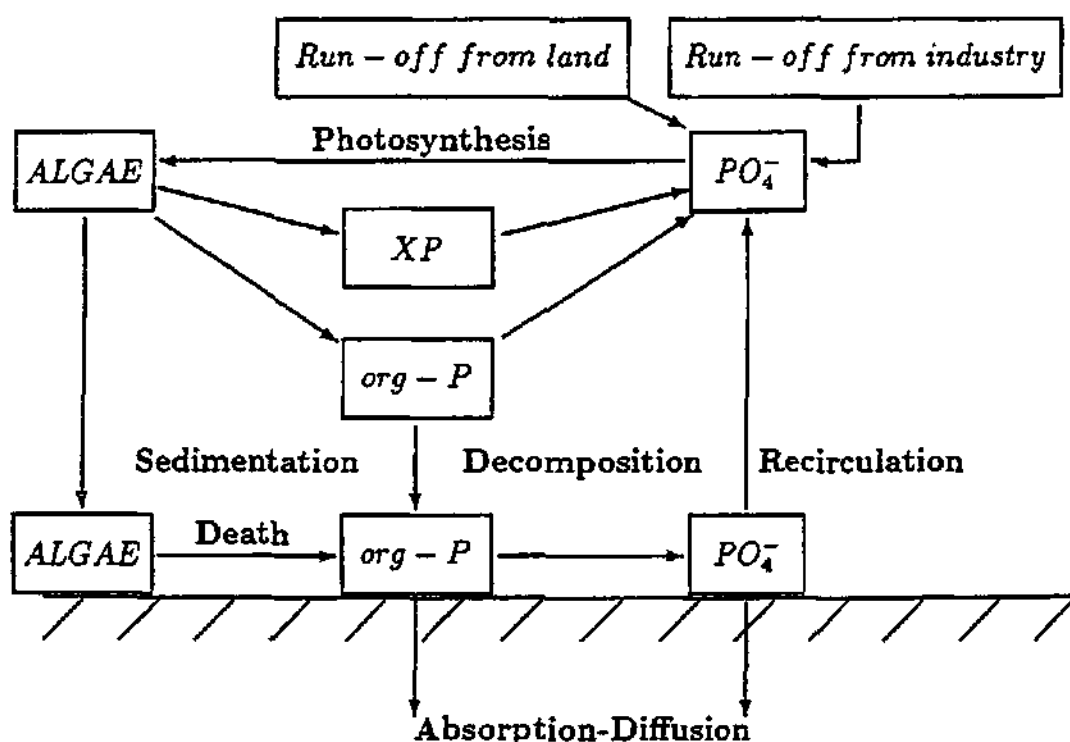 Run – off from land
Run – off from industry
Photosynthesis
ALGAE
PO₄⁻
XP
org – P
Sedimentation
Decomposition
Recirculation
ALGAE
Death
org – P
PO₄⁻
Absorption-Diffusion